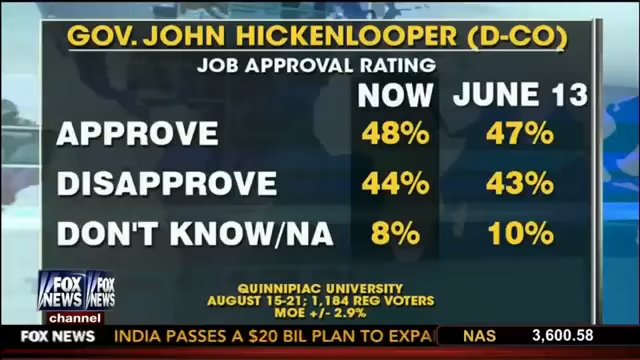 GOV. JOHN HICKENLOOPER (D-CO)
JOB APPROVAL RATING
NOW JUNE 13
APPROVE 48% 47%
DISAPPROVE 44% 43%
DON'T KNOW/NA 8% 10%
QUINNIPIAC UNIVERSITY
AUGUST 15-21; 1,184 REG VOTERS
MOE +/- 2.9%
FOX NEWS FOX NEWS
channel
FOX NEWS INDIA PASSES A $20 BIL PLAN TO EXPA NAS 3,600.58